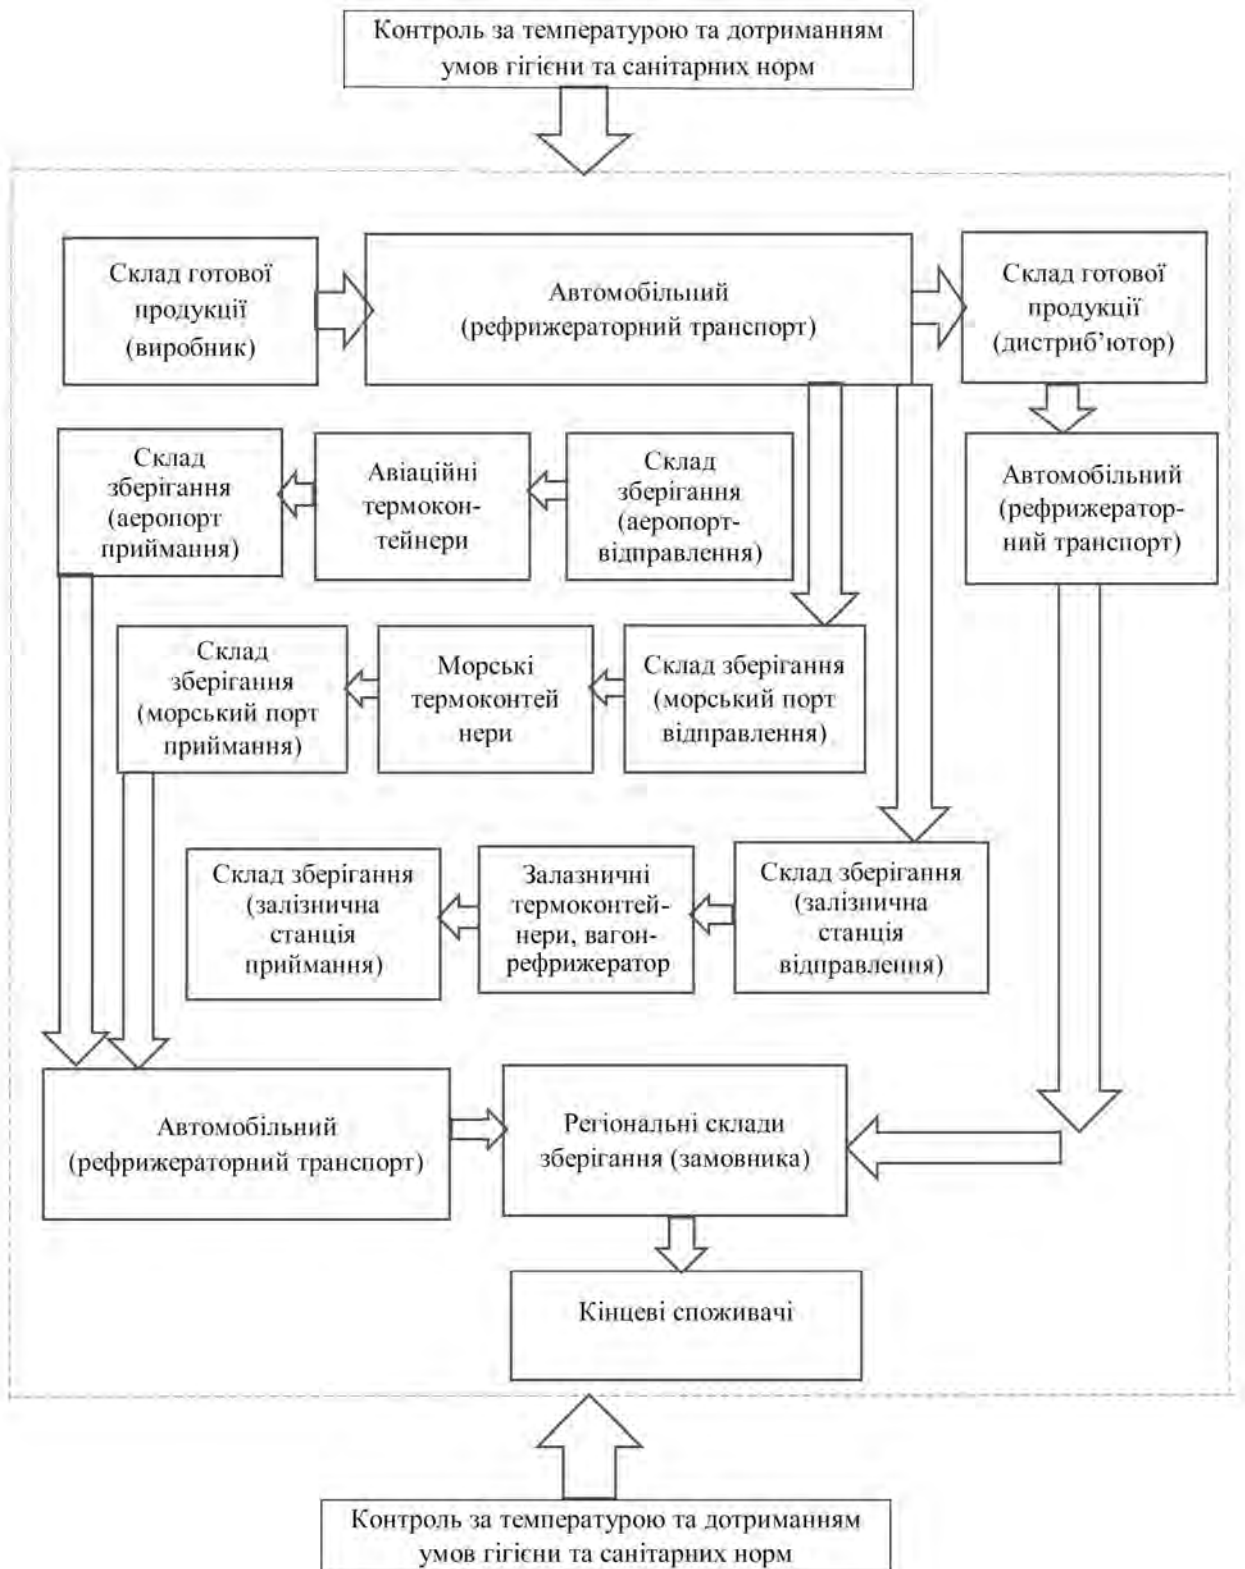 Контроль за температурою та дотриманням
умов гігієни та санітарних норм
Склад готової
продукції
(виробник)
Автомобільний
(рефрижераторний транспорт)
Склад готової
продукції
(дистриб’ютор)
Склад
зберігання
(аеропорт
приймання)
Авіаційні
термокон-
тейнери
Склад
зберігання
(аеропорт-
відправлення)
Автомобільний
(рефрижератор-
ний транспорт)
Склад
зберігання
(морський порт
приймання)
Морські
термоконтей
нери
Склад зберігання
(морський порт
відправлення)
Склад зберігання
(залізнична
станція
приймання)
Залазничні
термоконтей-
нери, вагон-
рефрижератор
Склад зберігання
(залізнична
станція
відправлення)
Автомобільний
(рефрижераторний транспорт)
Регіональні склади
зберігання (замовника)
Кінцеві споживачі
Контроль за температурою та дотриманням
умов гігієни та санітарних норм